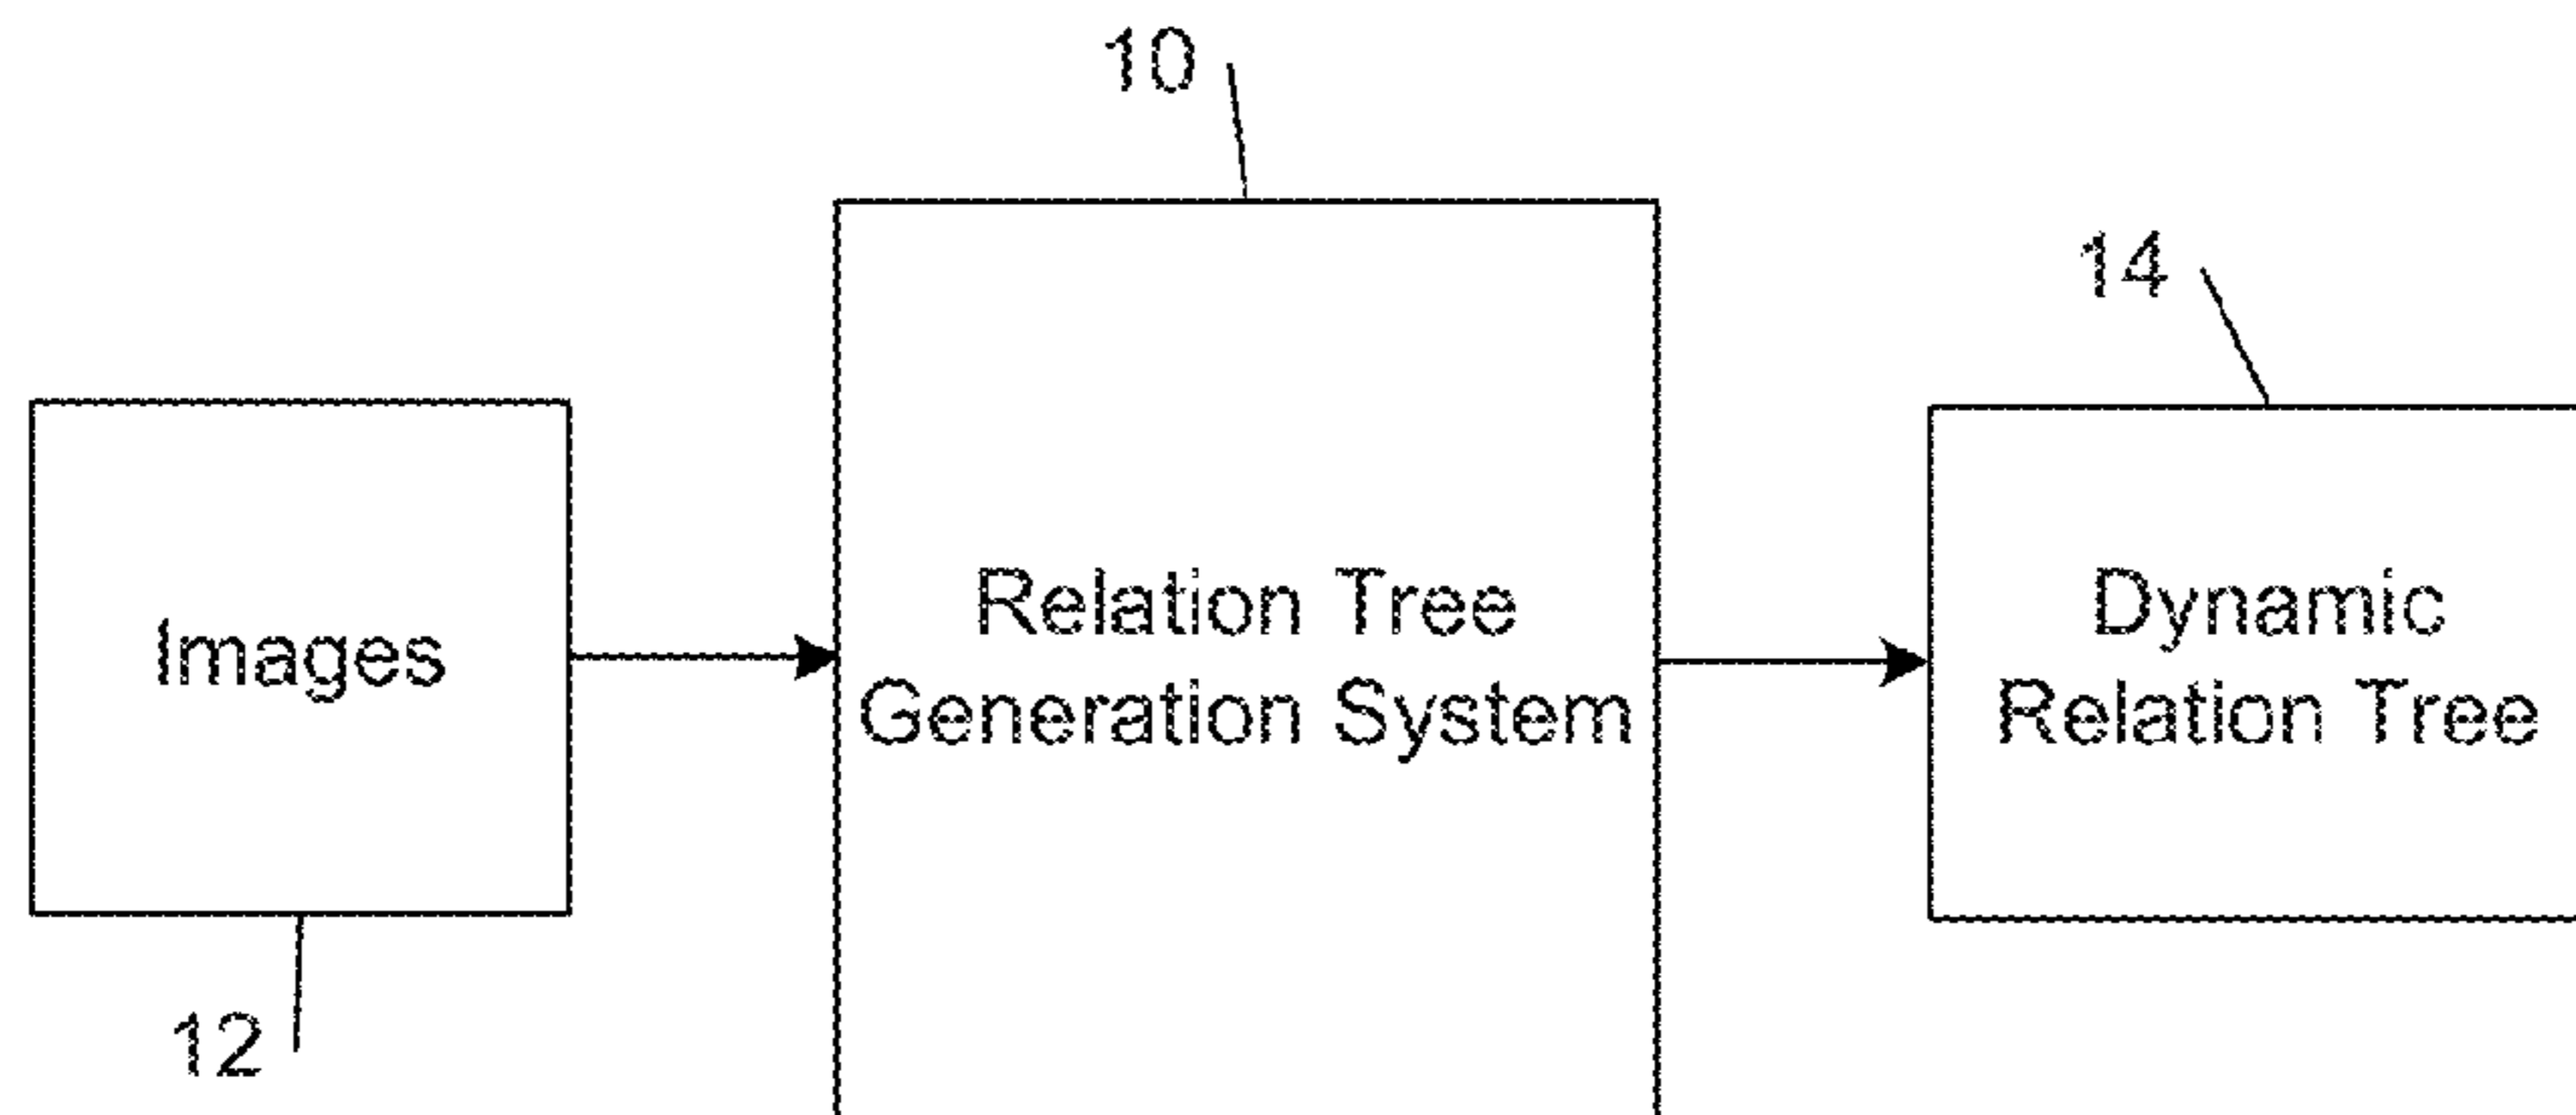 10
14
Images
Relation Tree
Generation System
Dynamic
Relation Tree
12